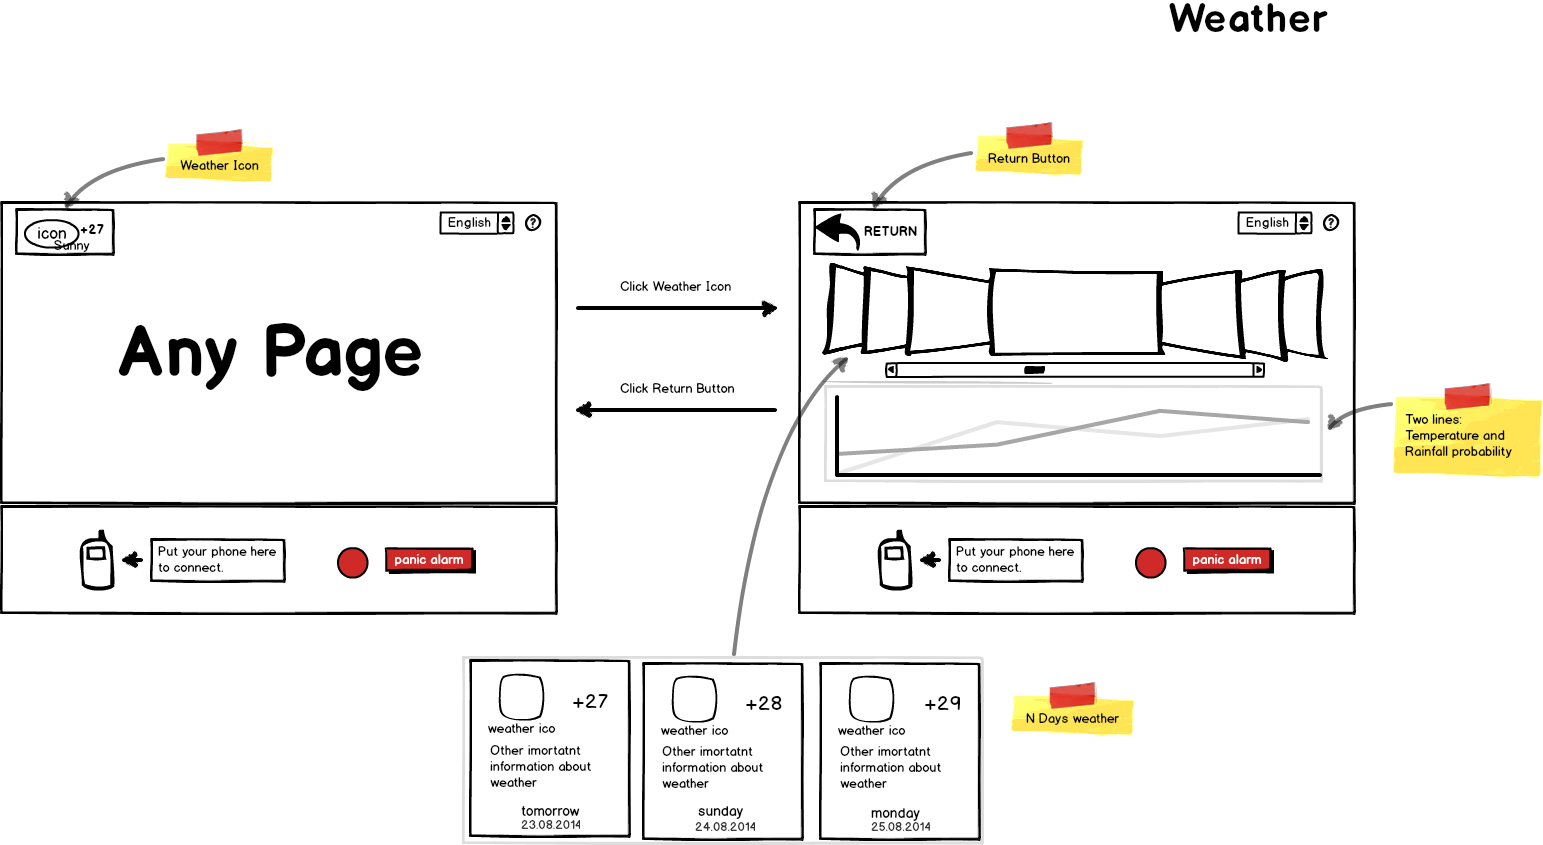 Weather
Weather Icon
Return Button
icon
+27
Sunny
English
?
RETURN
English
?
Click Weather Icon
Any Page
Click Return Button
Two lines:
Temperature and
Rainfall probability
Put your phone here
to connect.
panic alarm
Put your phone here
to connect.
panic alarm
+27
weather ico
Other imortatnt
information about
weather
tomorrow
23.08.2014
+28
weather ico
Other imortatnt
information about
weather
sunday
24.08.2014
+29
weather ico
Other imortatnt
information about
weather
monday
25.08.2014
N Days weather